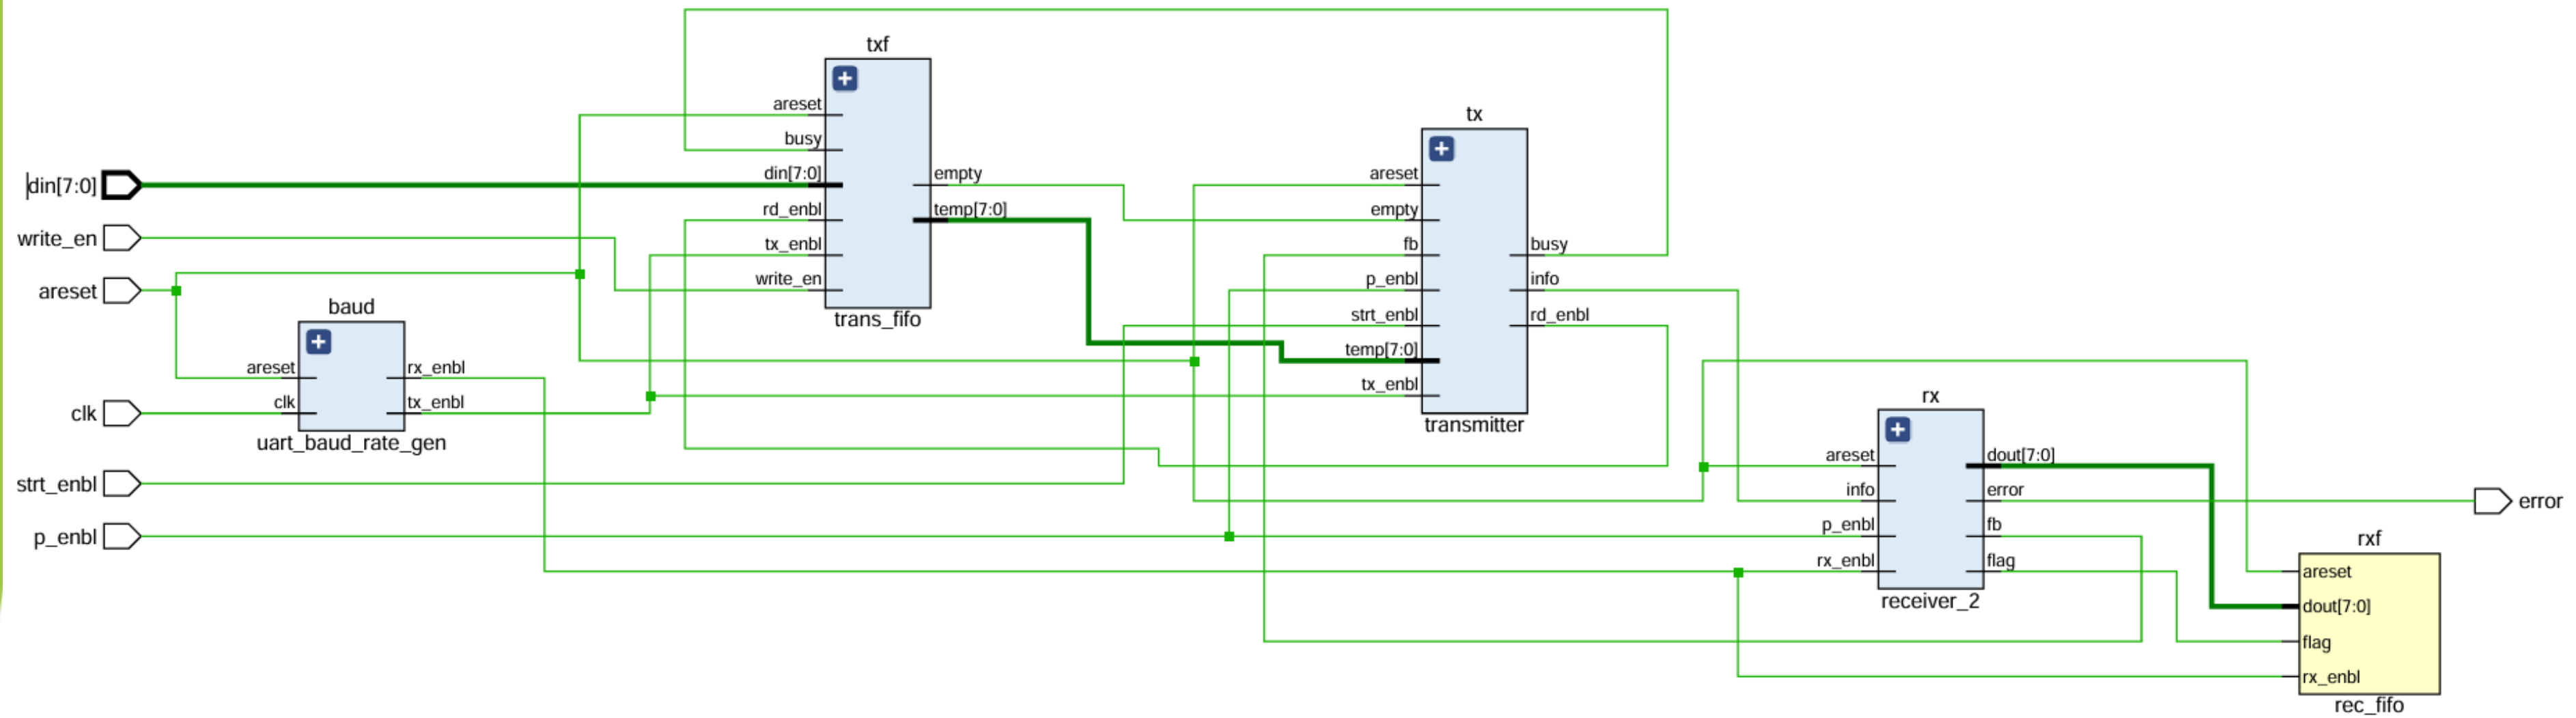 din[7:0]
write_en
areset
clk
strt_enbl
p_enbl
baud
areset
clk
rx_enbl
tx_enbl
uart_baud_rate_gen
txf
areset
busy
din[7:0]
rd_enbl
tx_enbl
write_en
empty
temp[7:0]
trans_fifo
tx
areset
empty
fb
p_enbl
strt_enbl
temp[7:0]
tx_enbl
busy
info
rd_enbl
transmitter
rx
areset
info
p_enbl
rx_enbl
dout[7:0]
error
fb
flag
receiver_2
rxf
areset
dout[7:0]
flag
rx_enbl
rec_fifo
error